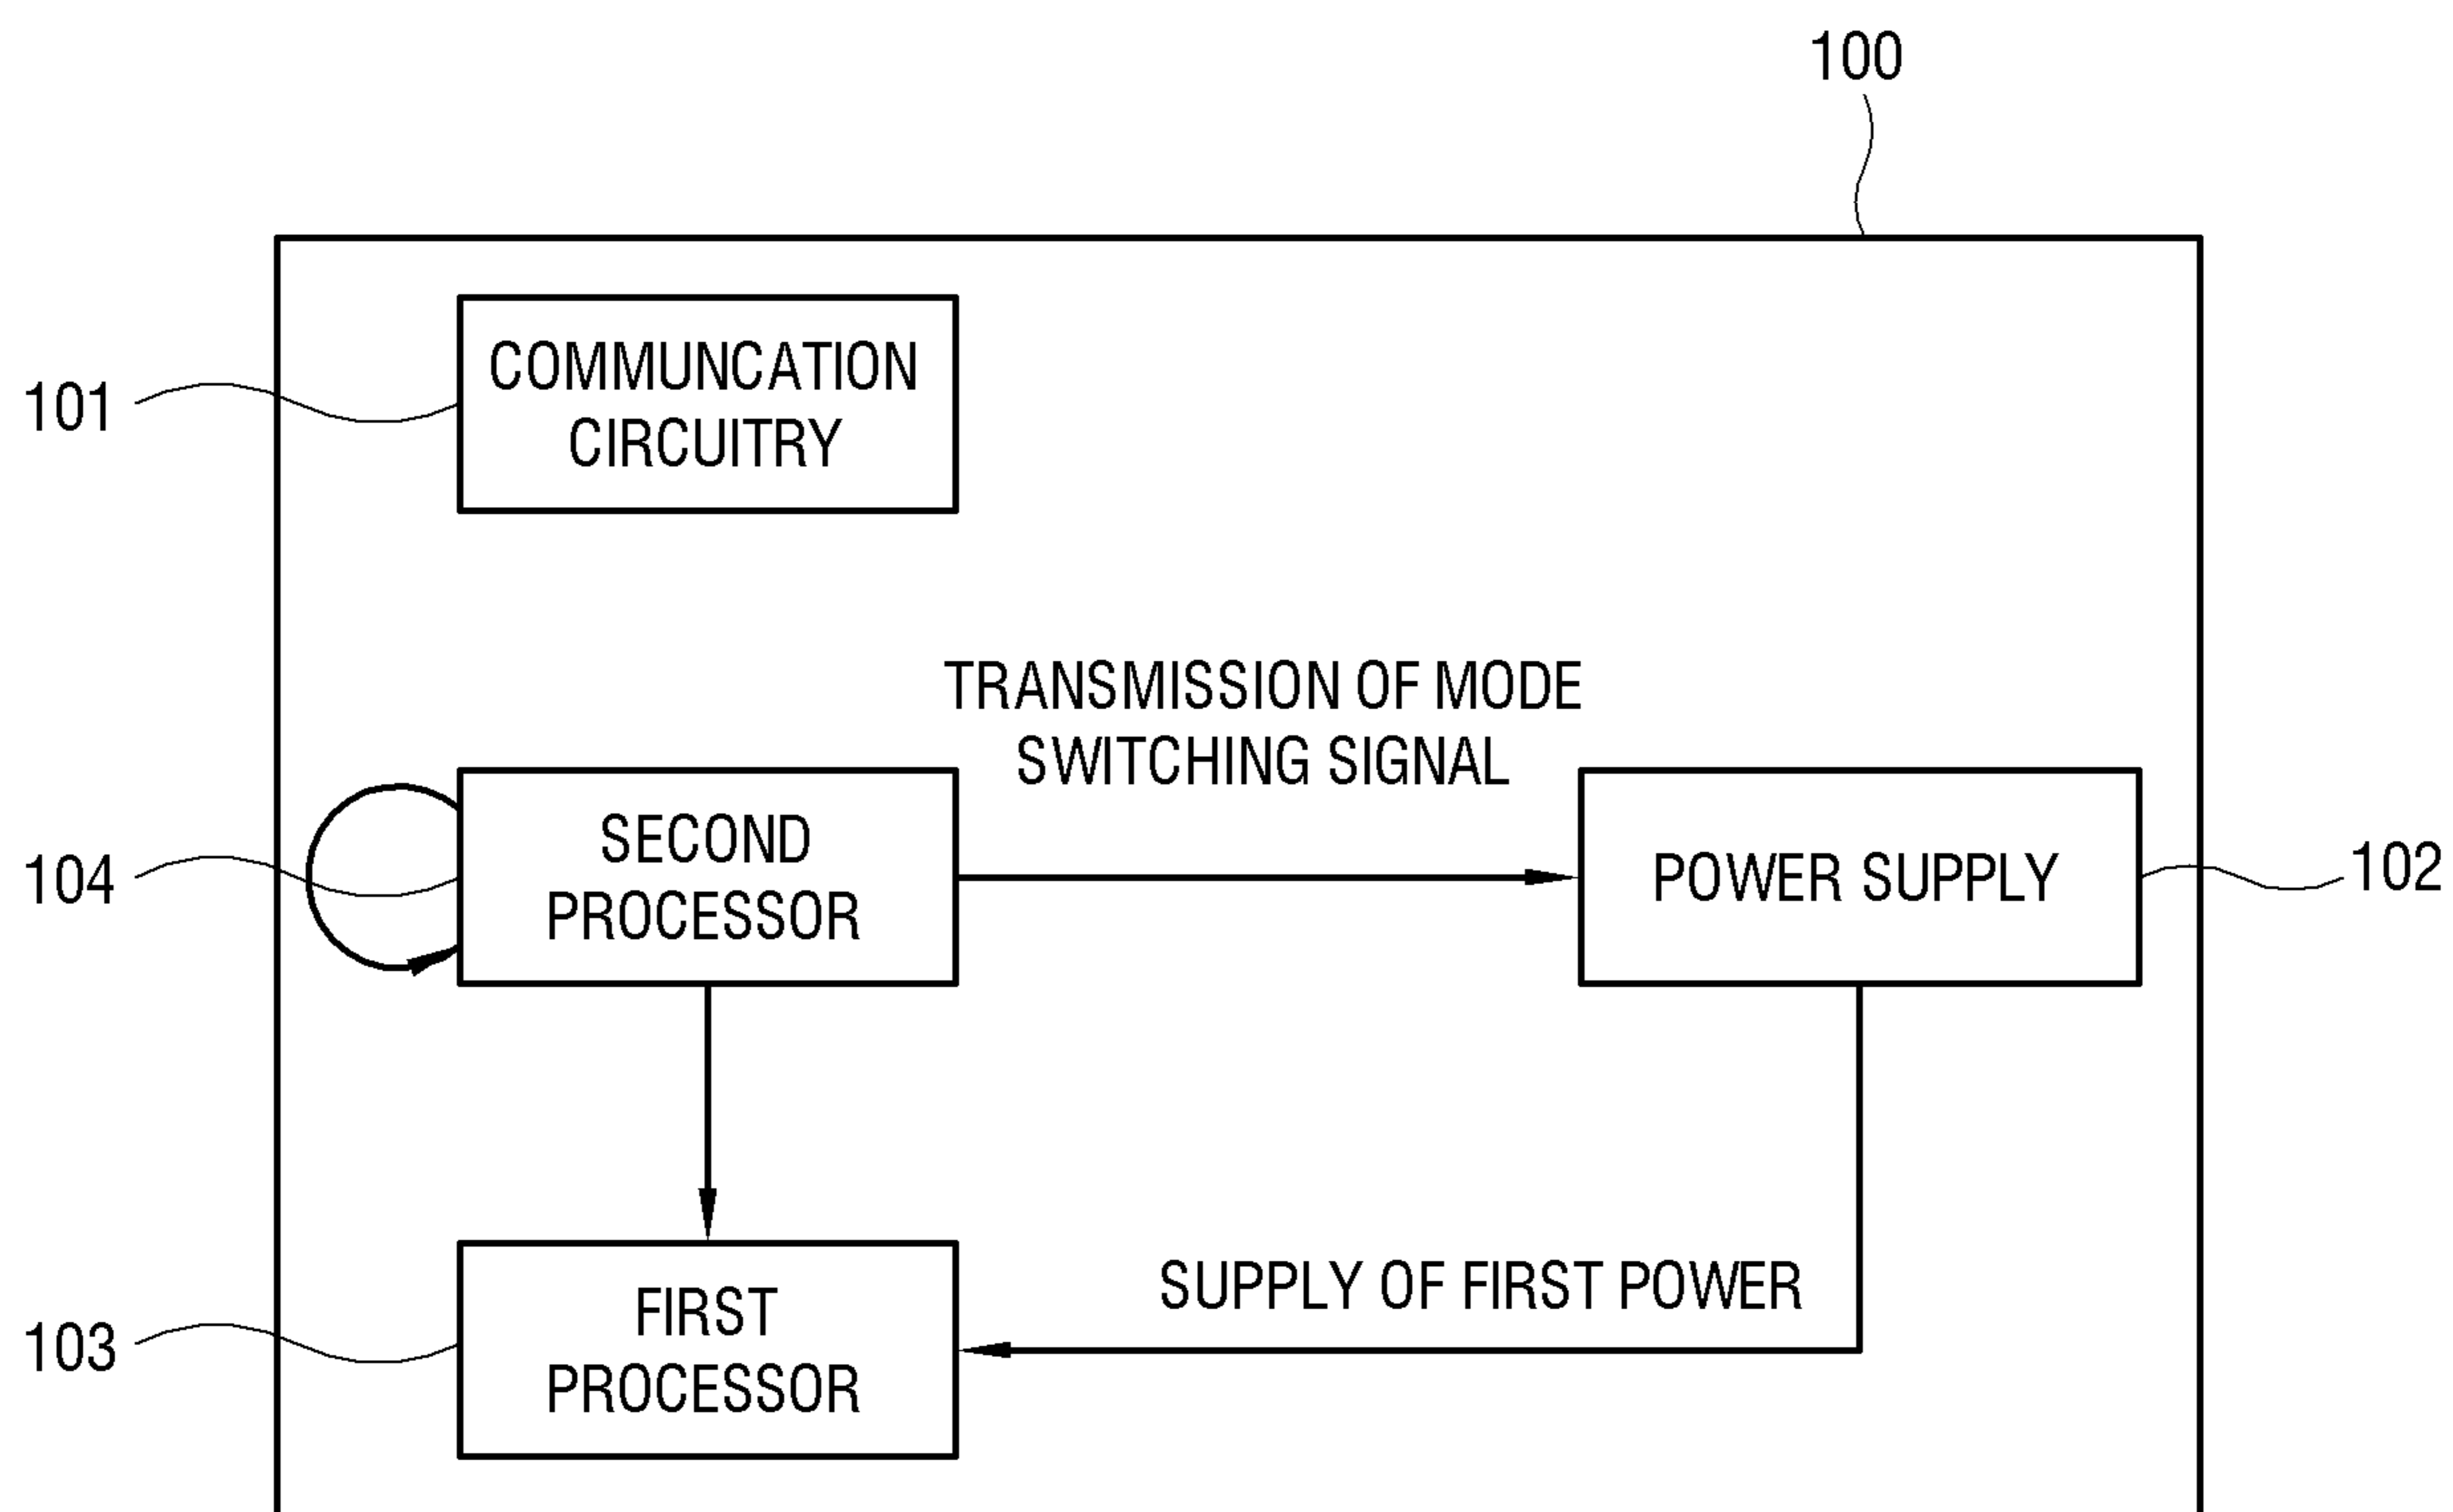 100
COMMUNCATION
CIRCUITRY
101
TRANSMISSION OF MODE
SWITCHING SIGNAL
SECOND
PROCESSOR
104
POWER SUPPLY
102
SUPPLY OF FIRST POWER
FIRST
PROCESSOR
103